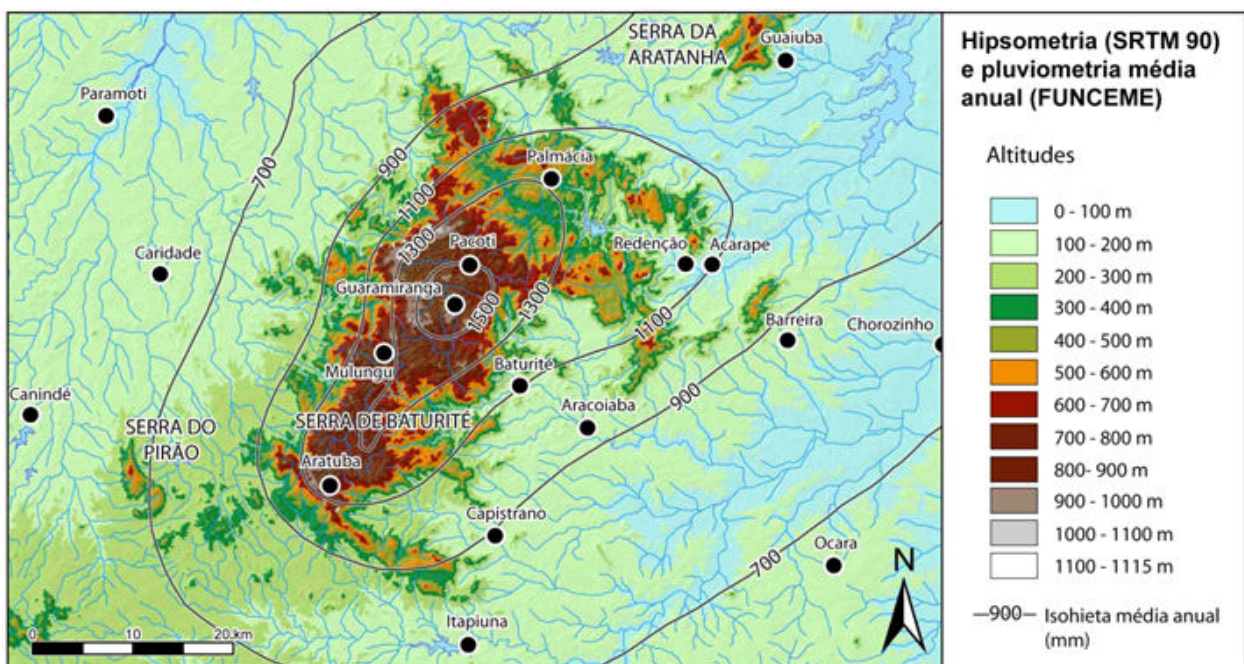 SERRA DA
ARATANHA
Guaiuba
Paramoti
700
900
Palmácia
1100
1300
Pacoti
Redenção
Acarape
Caridade
Guaramiranga
1500
1300
1100
Barreira
Chorozinho
Mulungu
Baturité
900
Canindé
Aracoiaba
SERRA DO
PIRÃO
SERRA DE BATURITÉ
Aratuba
Capistrano
700
Ocara
N
Itapiuna
0 10 20 km
Hipsometria (SRTM 90)
e pluviometria média
anual (FUNCEME)
Altitudes
0 - 100 m
100 - 200 m
200 - 300 m
300 - 400 m
400 - 500 m
500 - 600 m
600 - 700 m
700 - 800 m
800- 900 m
900 - 1000 m
1000 - 1100 m
1100 - 1115 m
900 Isohieta média anual
(mm)